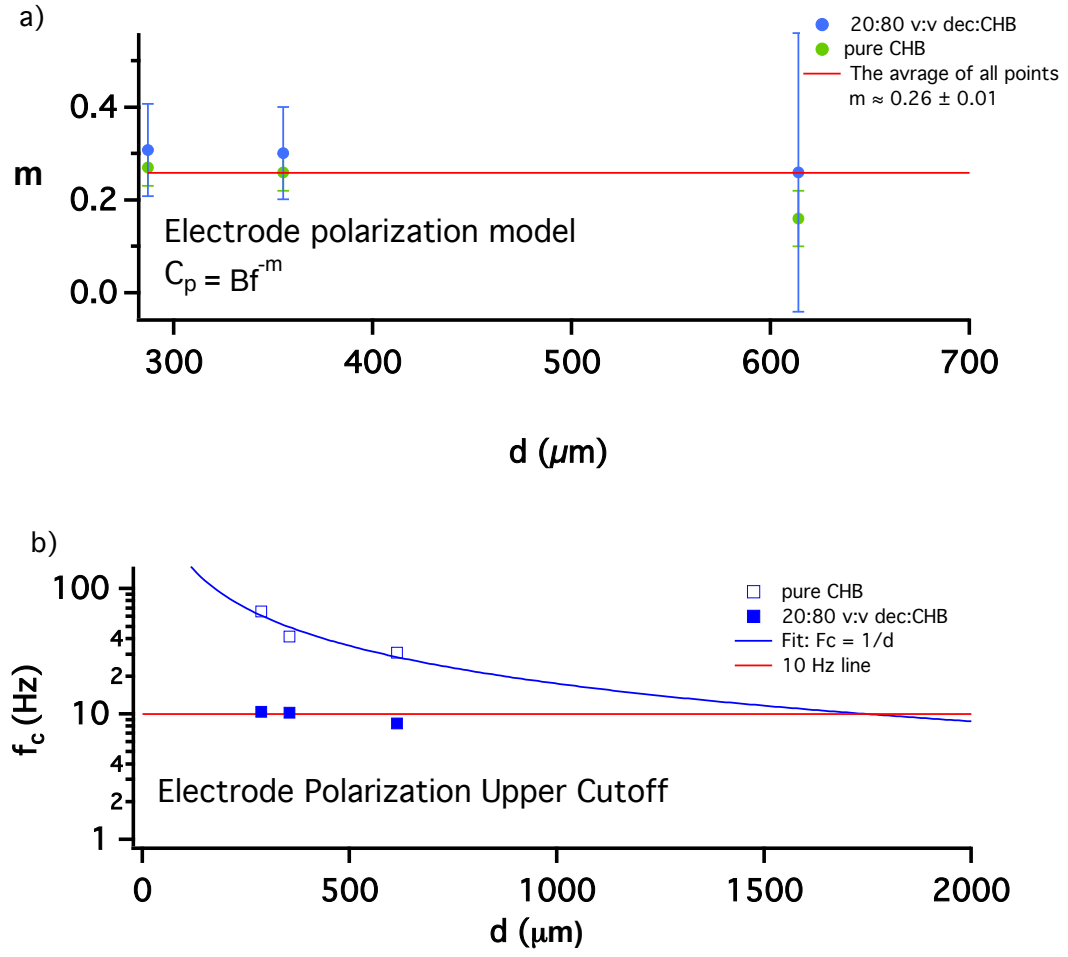 a)
20:80 v:v dec:CHB
pure CHB
The avrage of all points
m ≈ 0.26 ± 0.01
0.4
m
0.2
Electrode polarization model
Cp = Bf^-m
0.0
300 400 500 600 700
d (µm)
b)
100
pure CHB
20:80 v:v dec:CHB
4
Fit: Fc = 1/d
2
10 Hz line
fc (Hz)
10
4
Electrode Polarization Upper Cutoff
2
1
0 500 1000 1500 2000
d (µm)